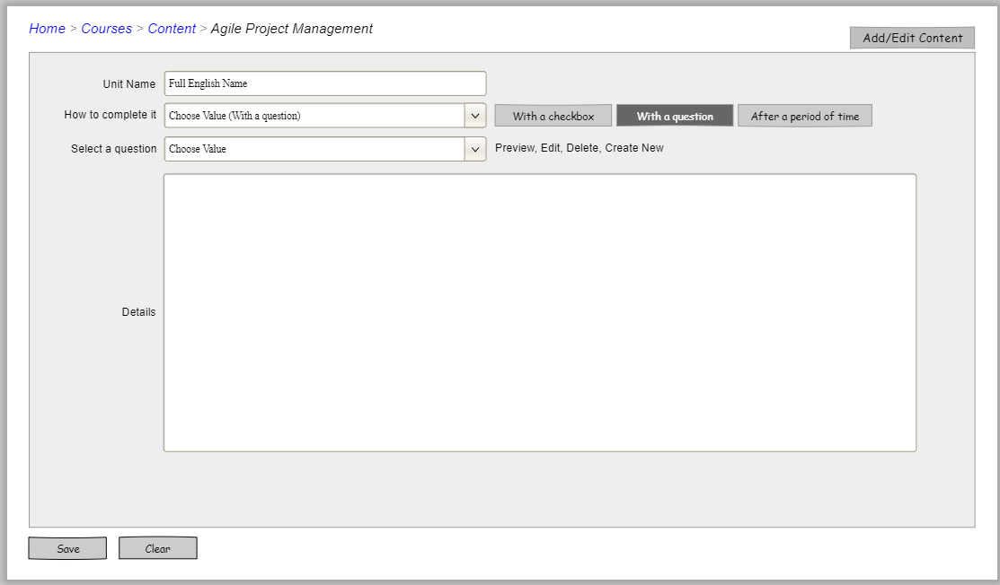 Home > Courses > Content > Agile Project Management
Add/Edit Content
Unit Name Full English Name
How to complete it Choose Value (With a question) With a checkbox With a question After a period of time
Select a question Choose Value Preview, Edit, Delete, Create New
Details
Save Clear